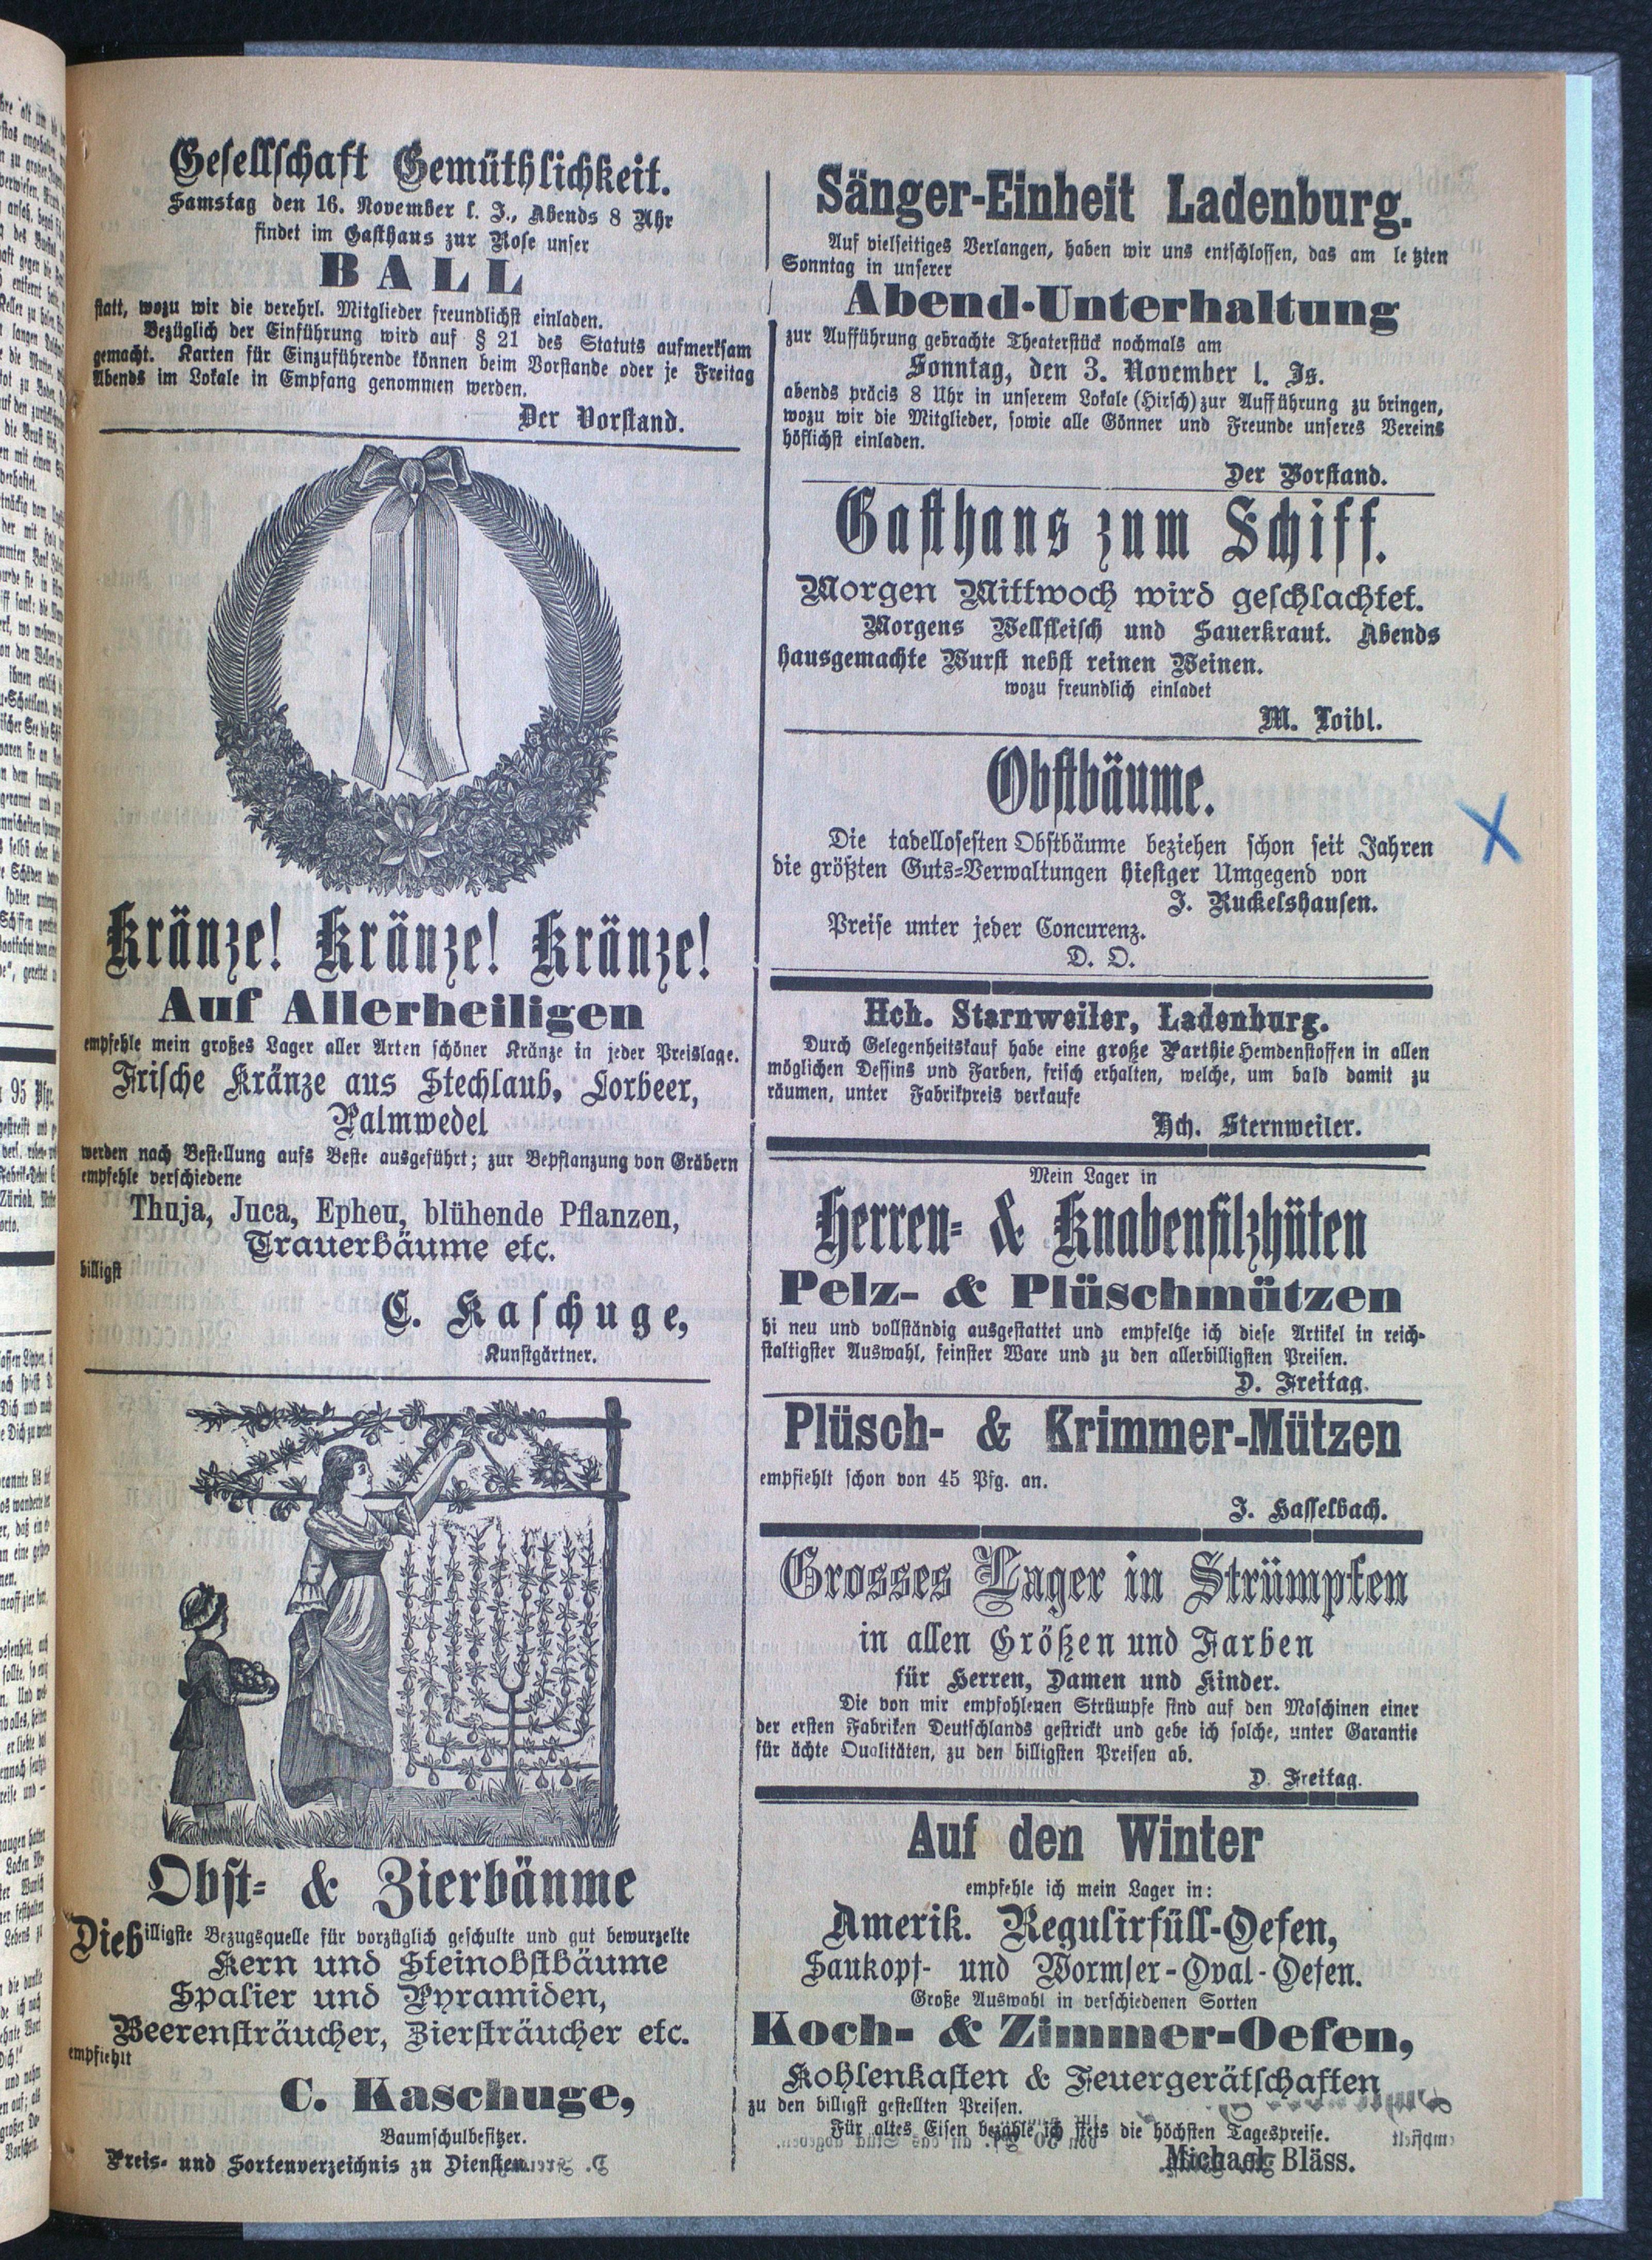 Gesellschaft Gemüthlichkeit.
Samstag den 16. November l. J., Abends 8 Uhr
findet im Gasthaus zur Rose unser
BALL
statt, wozu wir die verehrl. Mitglieder freundlichst einladen.
Bezüglich der Einführung wird auf § 21 des Statuts aufmerksam
gemacht. Karten für Einzuführende können beim Vorstande oder je Freitag
Abends im Lokale in Empfang genommen werden.
Der Vorstand.
Kränze! Kränze! Kränze!
Auf Allerheiligen
empfehle mein großes Lager aller Arten schöner Kränze in jeder Preislage.
Frische Kränze aus Stechlaub, Lorbeer,
Palmwedel
werden nach Bestellung aufs Beste ausgeführt; zur Bepflanzung von Gräbern
empfehle verschiedene
Thuja, Juca, Epheu, blühende Pflanzen,
Trauerbäume etc.
billigst
C. Kaschuge,
Kunstgärtner.
Obst- & Zierbäume
Dieb illigste Bezugsquelle für vorzüglich geschulte und gut bewurzelte
Kern und Steinobstbäume
Spalier und Pyramiden,
Beerensträucher, Ziersträucher etc.
empfiehlt
C. Kaschuge,
Baumschulbesitzer.
Preis- und Sortenverzeichnis zu Diensten.
Sänger-Einheit Ladenburg.
Auf vielseitiges Verlangen, haben wir uns entschlossen, das am le tzten
Sonntag in unserer
Abend-Unterhaltung
zur Aufführung gebrachte Theaterstück nochmals am
Sonntag, den 3. November l. Js.
abends präcis 8 Uhr in unserem Lokale (Hirsch) zur Aufführung zu bringen,
wozu wir die Mitglieder, sowie alle Gönner und Freunde unseres Vereins
höflichst einladen.
Der Vorstand.
Gasthaus zum Schiff.
Morgen Mittwoch wird geschlachtet.
Morgens Wellfleisch und Sauerkraut. Abends
hausgemachte Wurst nebst reinen Weinen.
wozu freundlich einladet
M. Loibl.
Obstbäume.
Die tadellosesten Obstbäume beziehen schon seit Jahren
die größten Guts-Verwaltungen hiesiger Umgegend von
J. Ruckelshausen.
Preise unter jeder Concurenz.
D. O.
Hch. Starnweiler, Ladenburg.
Durch Gelegenheitskauf habe eine große Parthie Hemdenstoffen in allen
möglichen Dessins und Farben, frisch erhalten, welche, um bald damit zu
räumen, unter Fabrikpreis verkaufe
Hch. Sternweiler.
Mein Lager in
Herren- & Knabenfilzhüten
Pelz- & Plüschmützen
hi neu und vollständig ausgestattet und empfelhe ich diese Artikel in reich-
staltigster Auswahl, feinster Ware und zu den allerbilligsten Preisen.
D. Freitag.
Plüsch- & Krimmer-Mützen
empfiehlt schon von 45 Pfg. an.
J. Hasselbach.
Grosses Lager in Strümpfen
in allen Größen und Farben
für Herren, Damen und Kinder.
Die von mir empfohlenen Strümpfe sind auf den Maschinen einer
der ersten Fabriken Deutschlands gestrickt und gebe ich solche, unter Garantie
für ächte Qualitäten, zu den billigsten Preisen ab.
D. Freitag.
Auf den Winter
empfehle ich mein Lager in:
Amerik. Regulirfüll-Oefen,
Saukopf- und Wormser-Oval-Oefen.
Große Auswahl in verschiedenen Sorten
Koch- & Zimmer-Oefen,
Kohlenkasten & Feuergerätschaften
zu den billigst gestellten Preisen.
Für altes Eisen bezahle ich stets die höchsten Tagespreise.
Michael Bläss.